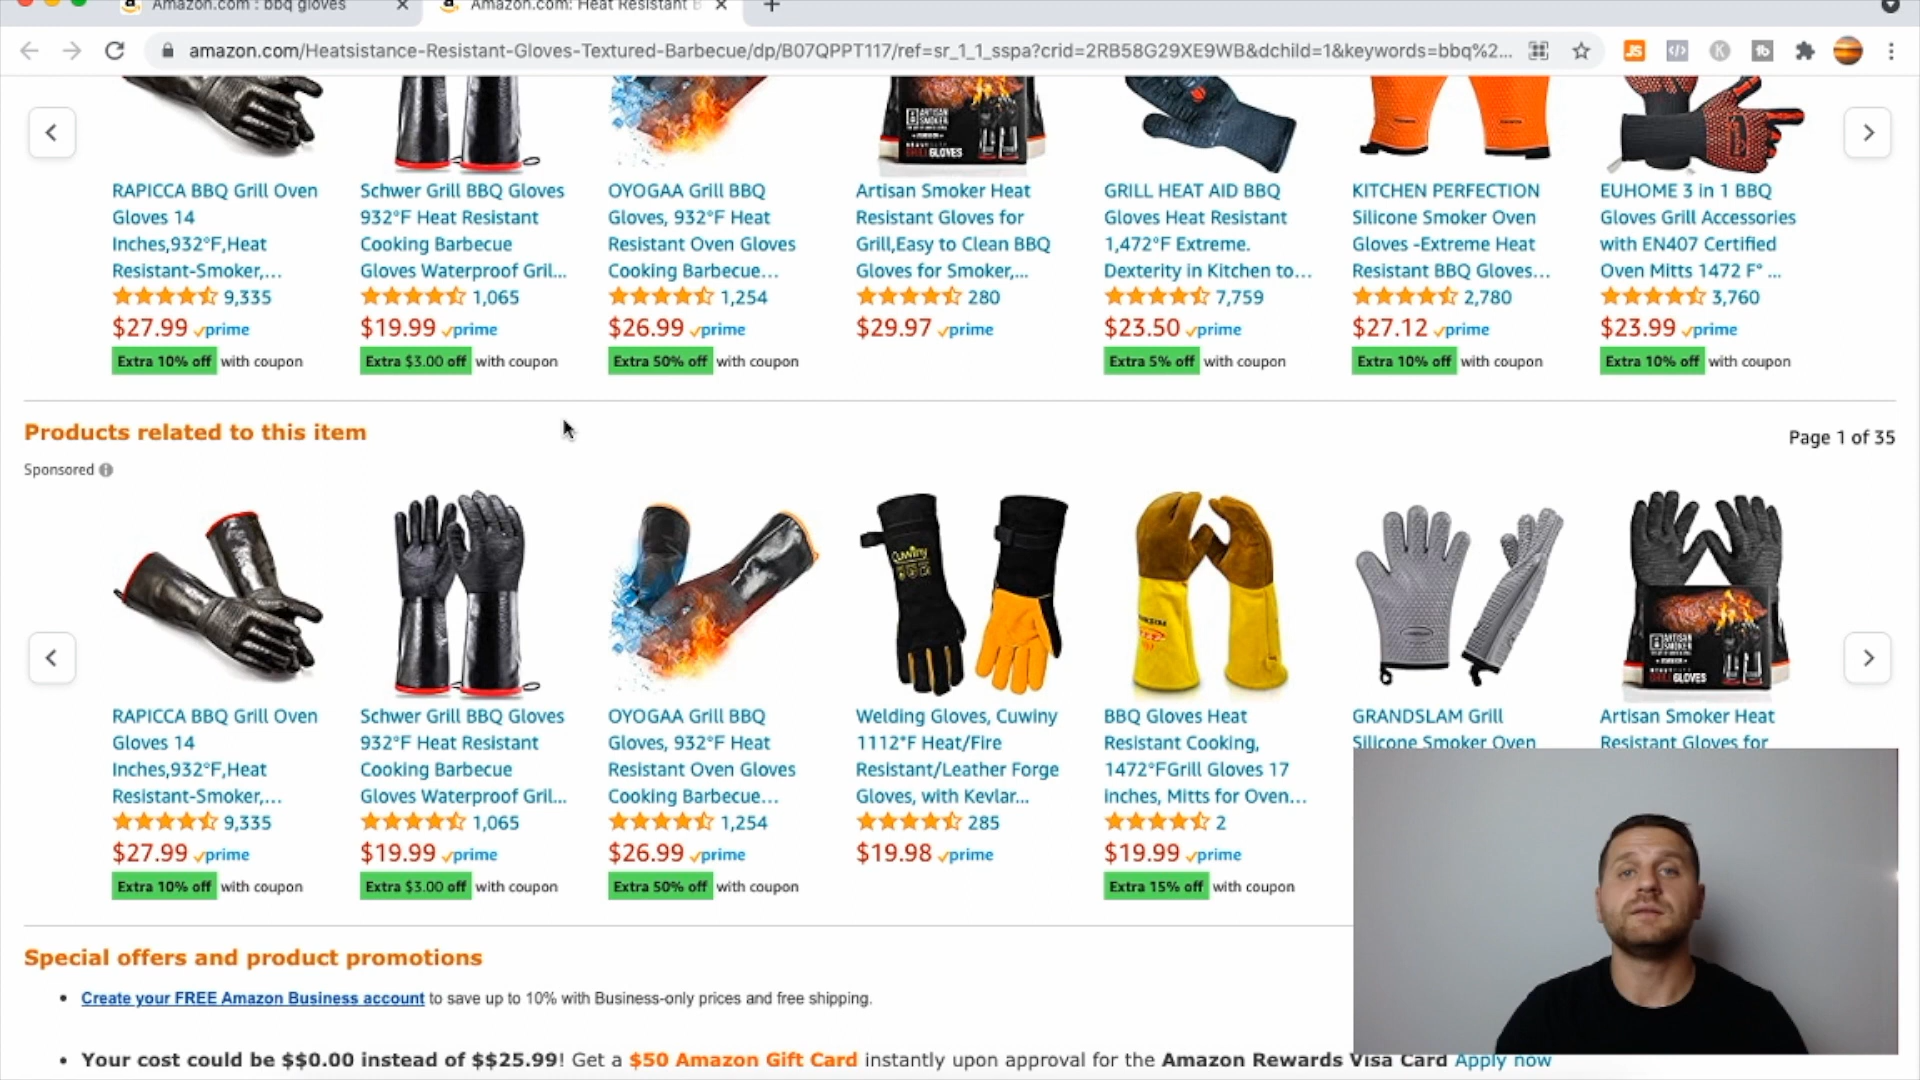 Amazon.com : bbq gloves
Amazon.com: Heat Resistant B
amazon.com/Heatsistance-Resistant-Gloves-Textured-Barbecue/dp/B07QPPT117/ref=sr_1_1_sspa?crid=2RB58G29XE9WB&dchild=1&keywords=bbq%2...
JS
</>
K
ARTISAN
SMOKER
GRILL GLOVES
RAPICCA BBQ Grill Oven
Gloves 14
Inches,932°F,Heat
Resistant-Smoker,...
9,335
$27.99 prime
Extra 10% off with coupon
Schwer Grill BBQ Gloves
932°F Heat Resistant
Cooking Barbecue
Gloves Waterproof Gril...
1,065
$19.99 prime
Extra $3.00 off with coupon
OYOGAA Grill BBQ
Gloves, 932°F Heat
Resistant Oven Gloves
Cooking Barbecue...
1,254
$26.99 prime
Extra 50% off with coupon
Artisan Smoker Heat
Resistant Gloves for
Grill,Easy to Clean BBQ
Gloves for Smoker,...
280
$29.97 prime
GRILL HEAT AID BBQ
Gloves Heat Resistant
1,472°F Extreme.
Dexterity in Kitchen to...
7,759
$23.50 prime
Extra 5% off with coupon
KITCHEN PERFECTION
Silicone Smoker Oven
Gloves -Extreme Heat
Resistant BBQ Gloves...
2,780
$27.12 prime
Extra 10% off with coupon
EUHOME 3 in 1 BBQ
Gloves Grill Accessories
with EN407 Certified
Oven Mitts 1472 F° ...
3,760
$23.99 prime
Extra 10% off with coupon
Products related to this item
Page 1 of 35
Sponsored
Cuwiny
ARTISAN
SMOKER
GRILL GLOVES
RAPICCA BBQ Grill Oven
Gloves 14
Inches,932°F,Heat
Resistant-Smoker,...
9,335
$27.99 prime
Extra 10% off with coupon
Schwer Grill BBQ Gloves
932°F Heat Resistant
Cooking Barbecue
Gloves Waterproof Gril...
1,065
$19.99 prime
Extra $3.00 off with coupon
OYOGAA Grill BBQ
Gloves, 932°F Heat
Resistant Oven Gloves
Cooking Barbecue...
1,254
$26.99 prime
Extra 50% off with coupon
Welding Gloves, Cuwiny
1112°F Heat/Fire
Resistant/Leather Forge
Gloves, with Kevlar...
285
$19.98 prime
BBQ Gloves Heat
Resistant Cooking,
1472°FGrill Gloves 17
inches, Mitts for Oven...
2
$19.99 prime
Extra 15% off with coupon
GRANDSLAM Grill
Silicone Smoker Oven
Artisan Smoker Heat
Resistant Gloves for
Special offers and product promotions
• Create your FREE Amazon Business account to save up to 10% with Business-only prices and free shipping.
• Your cost could be $$0.00 instead of $$25.99! Get a $50 Amazon Gift Card instantly upon approval for the Amazon Rewards Visa Card Apply now